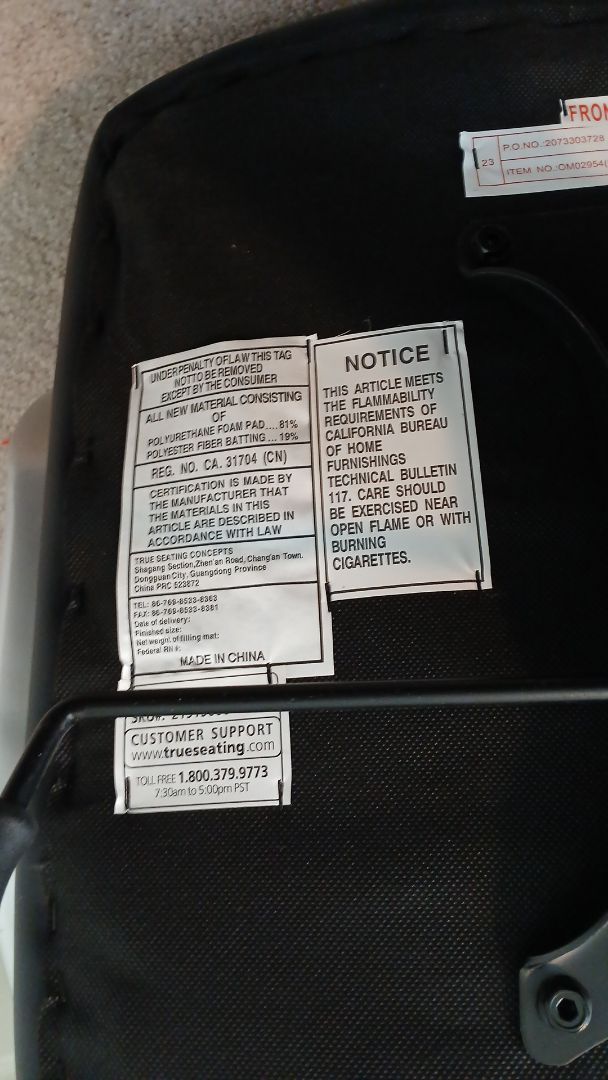 FRON
23
P.O.NO.:2073303728
ITEM NO.:OM02954(
UNDER PENALTY OF LAW THIS TAG
NOT TO BE REMOVED
EXCEPT BY THE CONSUMER
ALL NEW MATERIAL CONSISTING
OF
POLYURETHANE FOAM PAD....81%
POLYESTER FIBER BATTING ... 19%
REG. NO. CA. 31704 (CN)
CERTIFICATION IS MADE BY
THE MANUFACTURER THAT
THE MATERIALS IN THIS
ARTICLE ARE DESCRIBED IN
ACCORDANCE WITH LAW
TRUE SEATING CONCEPTS
Shagang Section,Zhen'an Road, Chang'an Town.
Dongguan City, Guangdong Province
China PRC 523872
TEL: 86-769-8533-8363
FAX: 86-769-8533-8381
Date of delivery:
Finished size:
Net weight of filling mat:
Federal RN #:
MADE IN CHINA
NOTICE
THIS ARTICLE MEETS
THE FLAMMABILITY
REQUIREMENTS OF
CALIFORNIA BUREAU
OF HOME
FURNISHINGS
TECHNICAL BULLETIN
117. CARE SHOULD
BE EXERCISED NEAR
OPEN FLAME OR WITH
BURNING
CIGARETTES.
SKU#:
CUSTOMER SUPPORT
www.trueseating.com
TOLL FREE 1.800.379.9773
7:30am to 5:00pm PST